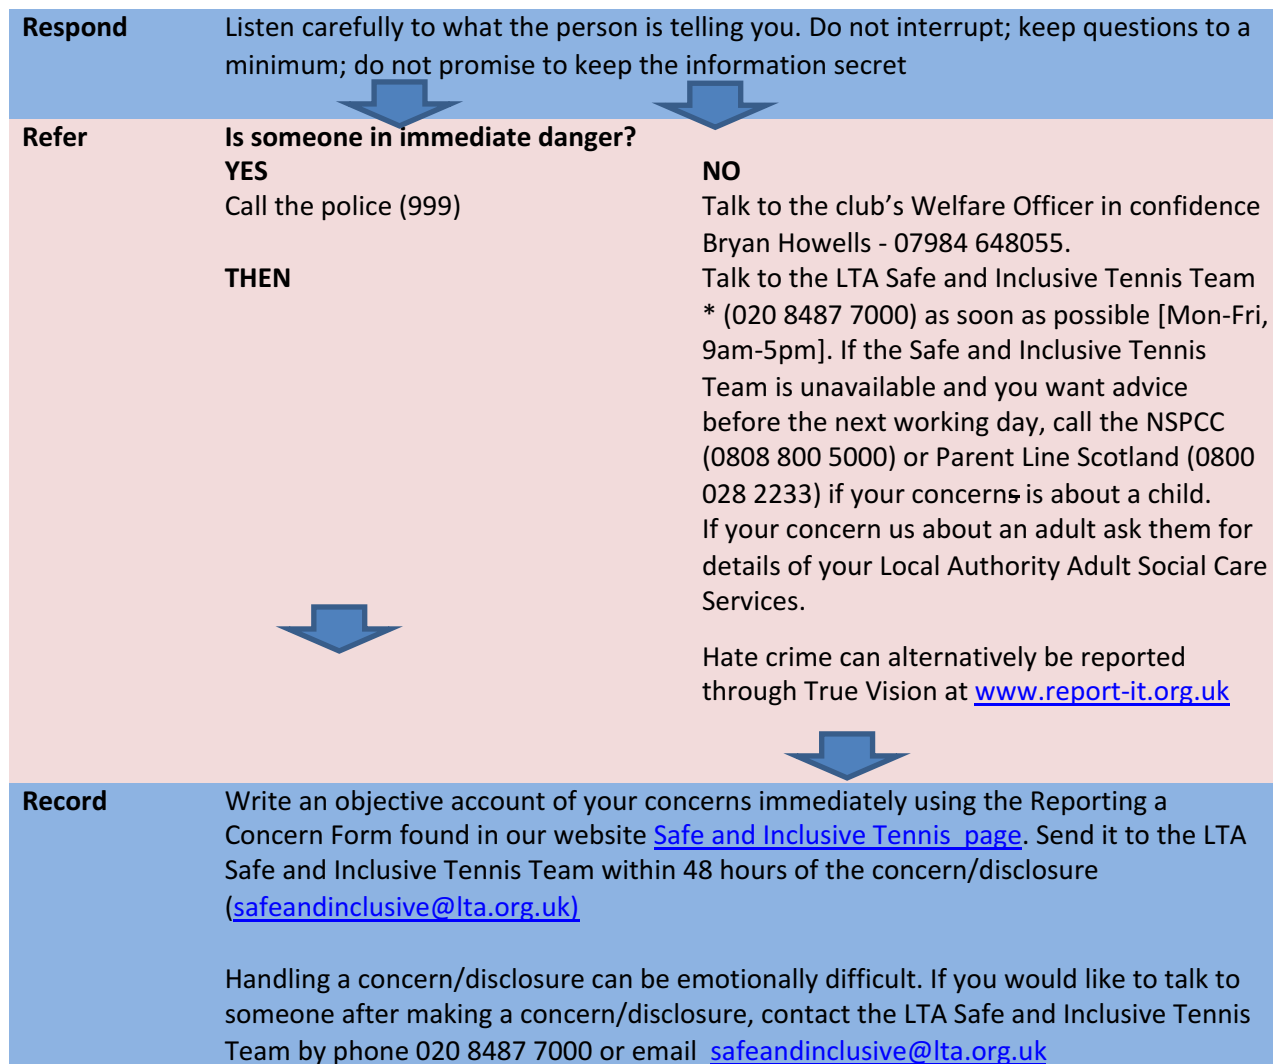 Respond
Listen carefully to what the person is telling you. Do not interrupt; keep questions to a
minimum; do not promise to keep the information secret
Refer
Is someone in immediate danger?
YES
Call the police (999)
THEN
NO
Talk to the club's Welfare Officer in confidence
Bryan Howells - 07984 648055.
Talk to the LTA Safe and Inclusive Tennis Team
* (020 8487 7000) as soon as possible [Mon-Fri,
9am-5pm]. If the Safe and Inclusive Tennis
Team is unavailable and you want advice
before the next working day, call the NSPCC
(0808 800 5000) or Parent Line Scotland (0800
028 2233) if your concerns is about a child.
If your concern us about an adult ask them for
details of your Local Authority Adult Social Care
Services.
Hate crime can alternatively be reported
through True Vision at www.report-it.org.uk
Record
Write an objective account of your concerns immediately using the Reporting a
Concern Form found in our website Safe and Inclusive Tennis  page. Send it to the LTA
Safe and Inclusive Tennis Team within 48 hours of the concern/disclosure
(safeandinclusive@lta.org.uk)
Handling a concern/disclosure can be emotionally difficult. If you would like to talk to
someone after making a concern/disclosure, contact the LTA Safe and Inclusive Tennis
Team by phone 020 8487 7000 or email  safeandinclusive@lta.org.uk